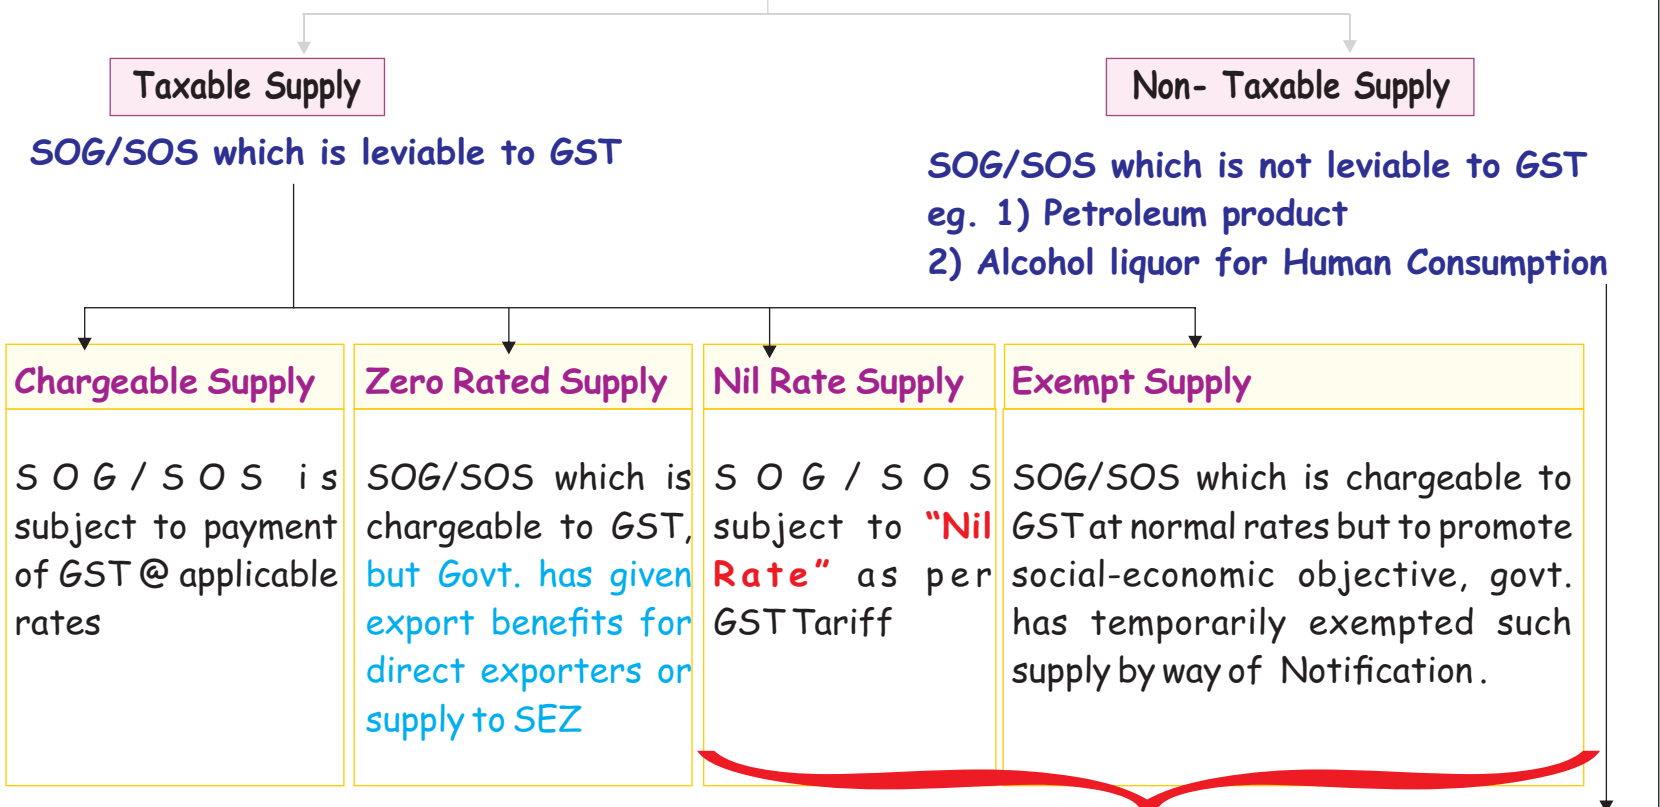 Taxable Supply
Non- Taxable Supply
SOG/SOS which is leviable to GST
SOG/SOS which is not leviable to GST
eg. 1) Petroleum product
2) Alcohol liquor for Human Consumption
Chargeable Supply
SOG/SOS is
subject to payment
of GST @ applicable
rates
Zero Rated Supply
SOG/SOS which is
chargeable to GST,
but Govt. has given
export benefits for
direct exporters or
supply to SEZ
Nil Rate Supply
SOG/SOS
subject to “Nil
Rate” as per
GST Tariff
Exempt Supply
SOG/SOS which is chargeable to
GST at normal rates but to promote
social-economic objective, govt.
has temporarily exempted such
supply by way of Notification.